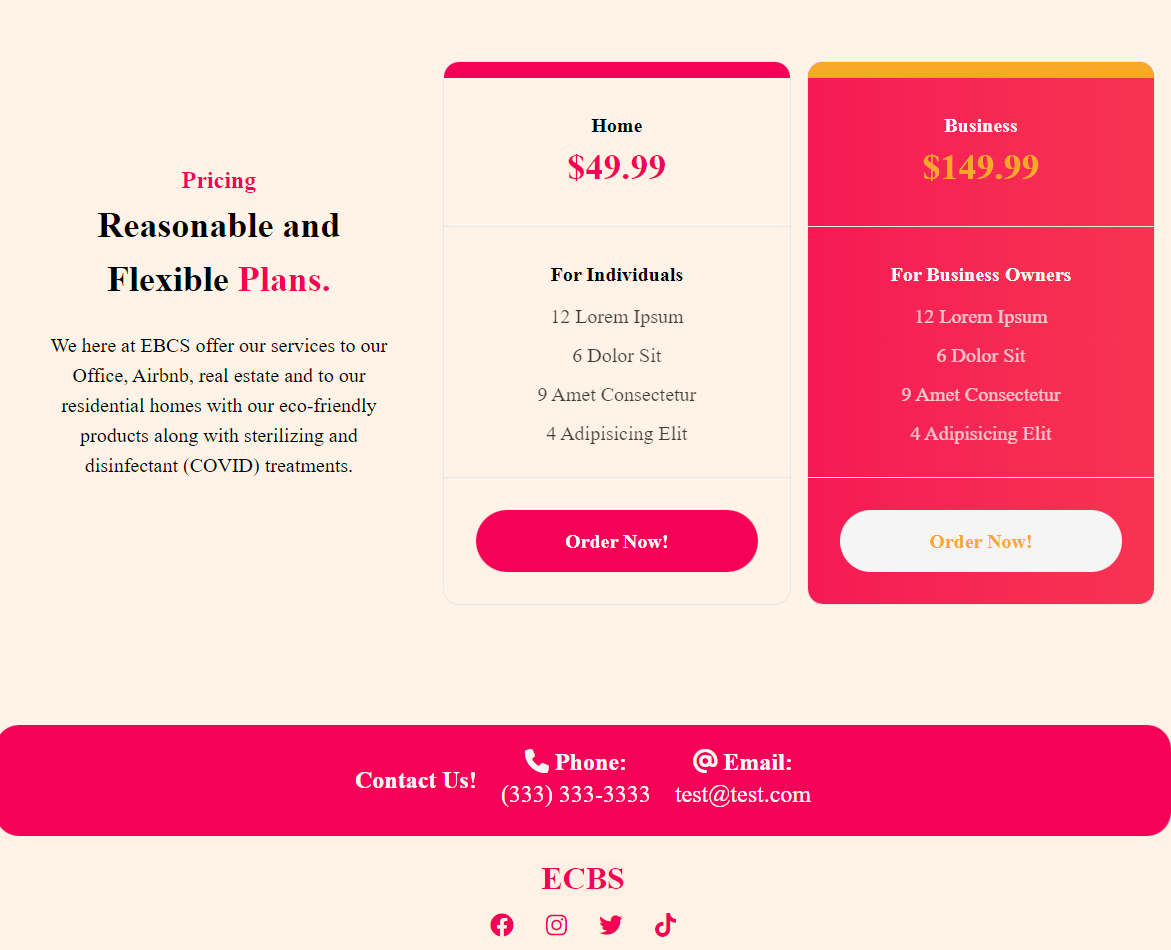 Pricing
Reasonable and
Flexible Plans.
We here at EBCS offer our services to our
Office, Airbnb, real estate and to our
residential homes with our eco-friendly
products along with sterilizing and
disinfectant (COVID) treatments.
Home
$49.99
For Individuals
12 Lorem Ipsum
6 Dolor Sit
9 Amet Consectetur
4 Adipisicing Elit
Order Now!
Business
$149.99
For Business Owners
12 Lorem Ipsum
6 Dolor Sit
9 Amet Consectetur
4 Adipisicing Elit
Order Now!
Contact Us!
Phone:
(333) 333-3333
Email:
test@test.com
ECBS